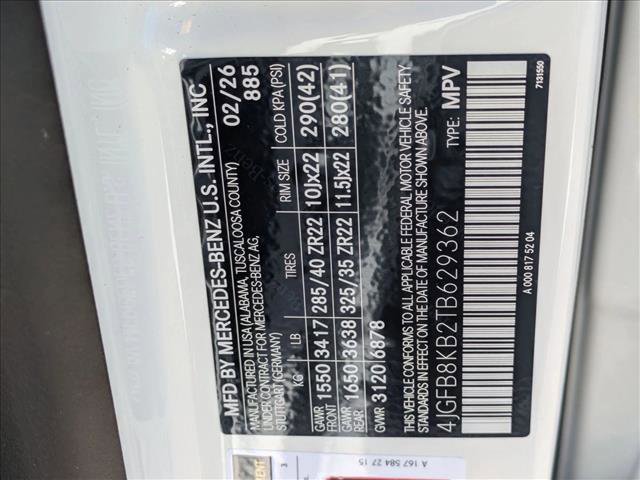 MFD BY MERCEDES-BENZ U.S. INTL., INC
MANUFACTURED IN USA (ALABAMA, TUSCALOOSA COUNTY) 02/26
UNDER CONTRACT FOR MERCEDES-BENZ AG, 885
STUTTGART (GERMANY)
KG LB TIRES RIM SIZE COLD KPA (PSI)
GAWR FRONT 1550 3417 285/40 ZR22 10Jx22 290(42)
GAWR REAR 1650 3638 325/35 ZR22 11.5Jx22 280(41)
GVWR 3120 6878
THIS VEHICLE CONFORMS TO ALL APPLICABLE FEDERAL MOTOR VEHICLE SAFETY,
IN EFFECT ON THE DATE OF MANUFACTURE SHOWN ABOVE.
4JGFB8KB2TB629362 TYPE: MPV
A 000 817 52 04 7131550
A 167 584 27 15
3